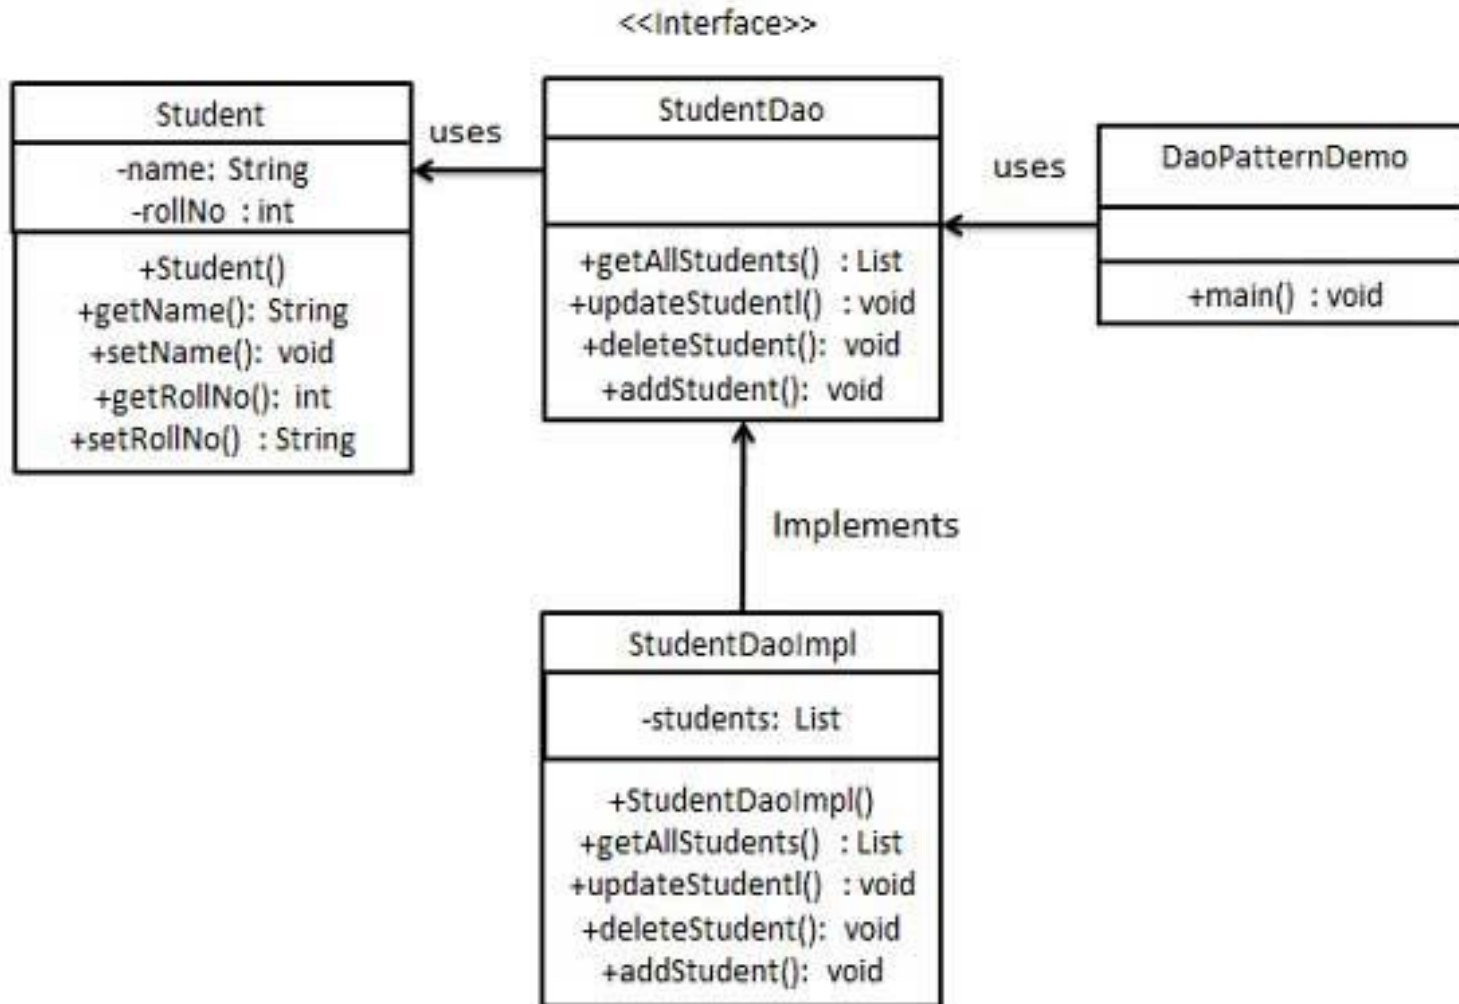 <<Interface>>
Student
-name: String
-rollNo : int
+Student()
+getName(): String
+setName(): void
+getRollNo(): int
+setRollNo() : String
uses
StudentDao
+getAllStudents() : List
+updateStudentl() : void
+deleteStudent(): void
+addStudent(): void
uses
DaoPatternDemo
+main() : void
Implements
StudentDaoImpl
-students: List
+StudentDaoImpl()
+getAllStudents() : List
+updateStudentl() : void
+deleteStudent(): void
+addStudent(): void